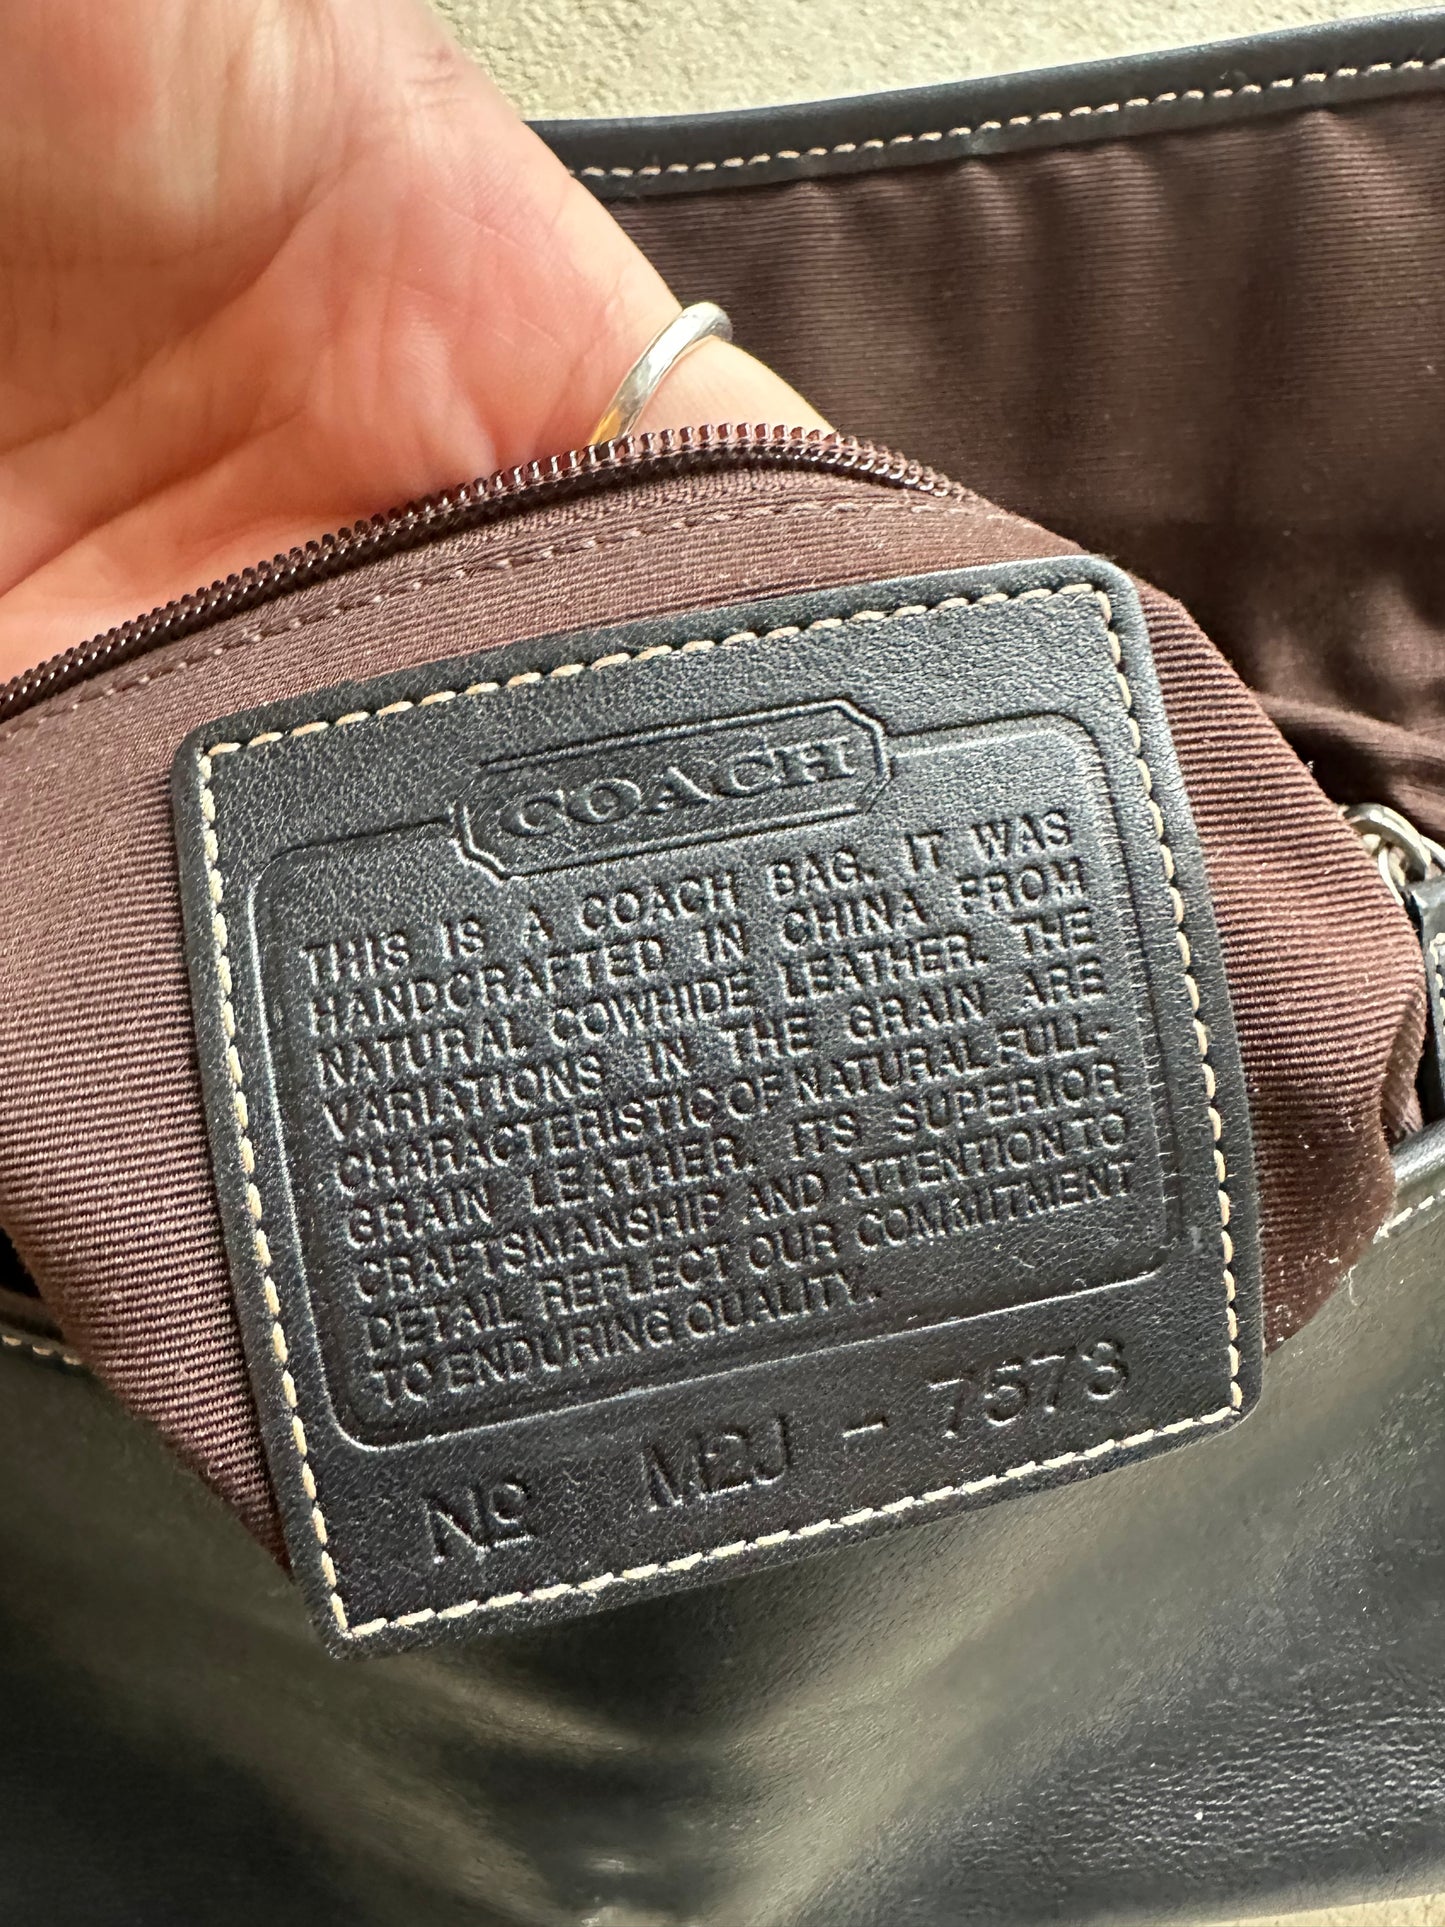 COACH
THIS IS A COACH BAG. IT WAS
HANDCRAFTED IN CHINA FROM
NATURAL COWHIDE LEATHER. THE
VARIATIONS IN THE GRAIN ARE
CHARACTERISTIC OF NATURAL FULL-
GRAIN LEATHER. ITS SUPERIOR
CRAFTSMANSHIP AND ATTENTION TO
DETAIL REFLECT OUR COMMITMENT
TO ENDURING QUALITY.
Nº M2J - 7573